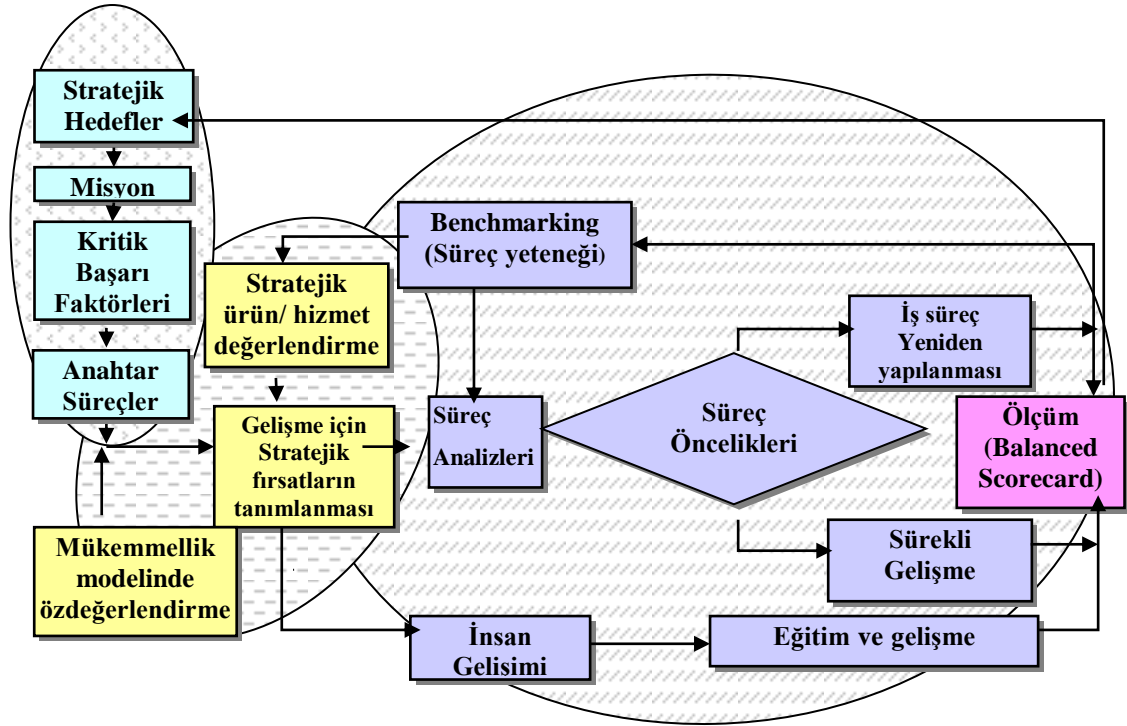 Stratejik
Hedefler
Misyon
Kritik
Başarı
Faktörleri
Anahtar
Süreçler
Mükemmellik
modelinde
özdeğerlendirme
Stratejik
ürün/ hizmet
değerlendirme
Gelişme için
Stratejik
fırsatların
tanımlanması
Benchmarking
(Süreç yeteneği)
Süreç
Analizleri
Süreç
Öncelikleri
İş süreç
Yeniden
yapılanması
Ölçüm
(Balanced
Scorecard)
Sürekli
Gelişme
İnsan
Gelisimi
Eğitim ve gelişme